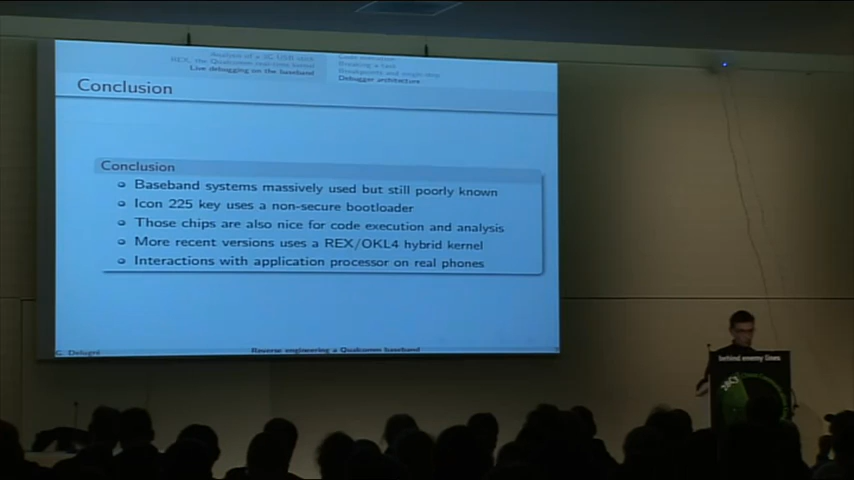 Analysis of a 3G USB stick
REX, the Qualcomm real-time kernel
Live debugging on the baseband
Code execution
Breaking a task
Breakpoints and single-step
Debugger architecture
Conclusion
Conclusion
Baseband systems massively used but still poorly known
Icon 225 key uses a non-secure bootloader
Those chips are also nice for code execution and analysis
More recent versions uses a REX/OKL4 hybrid kernel
Interactions with application processor on real phones
G. Delugré
Reverse engineering a Qualcomm baseband
behind enemy lines
28C3